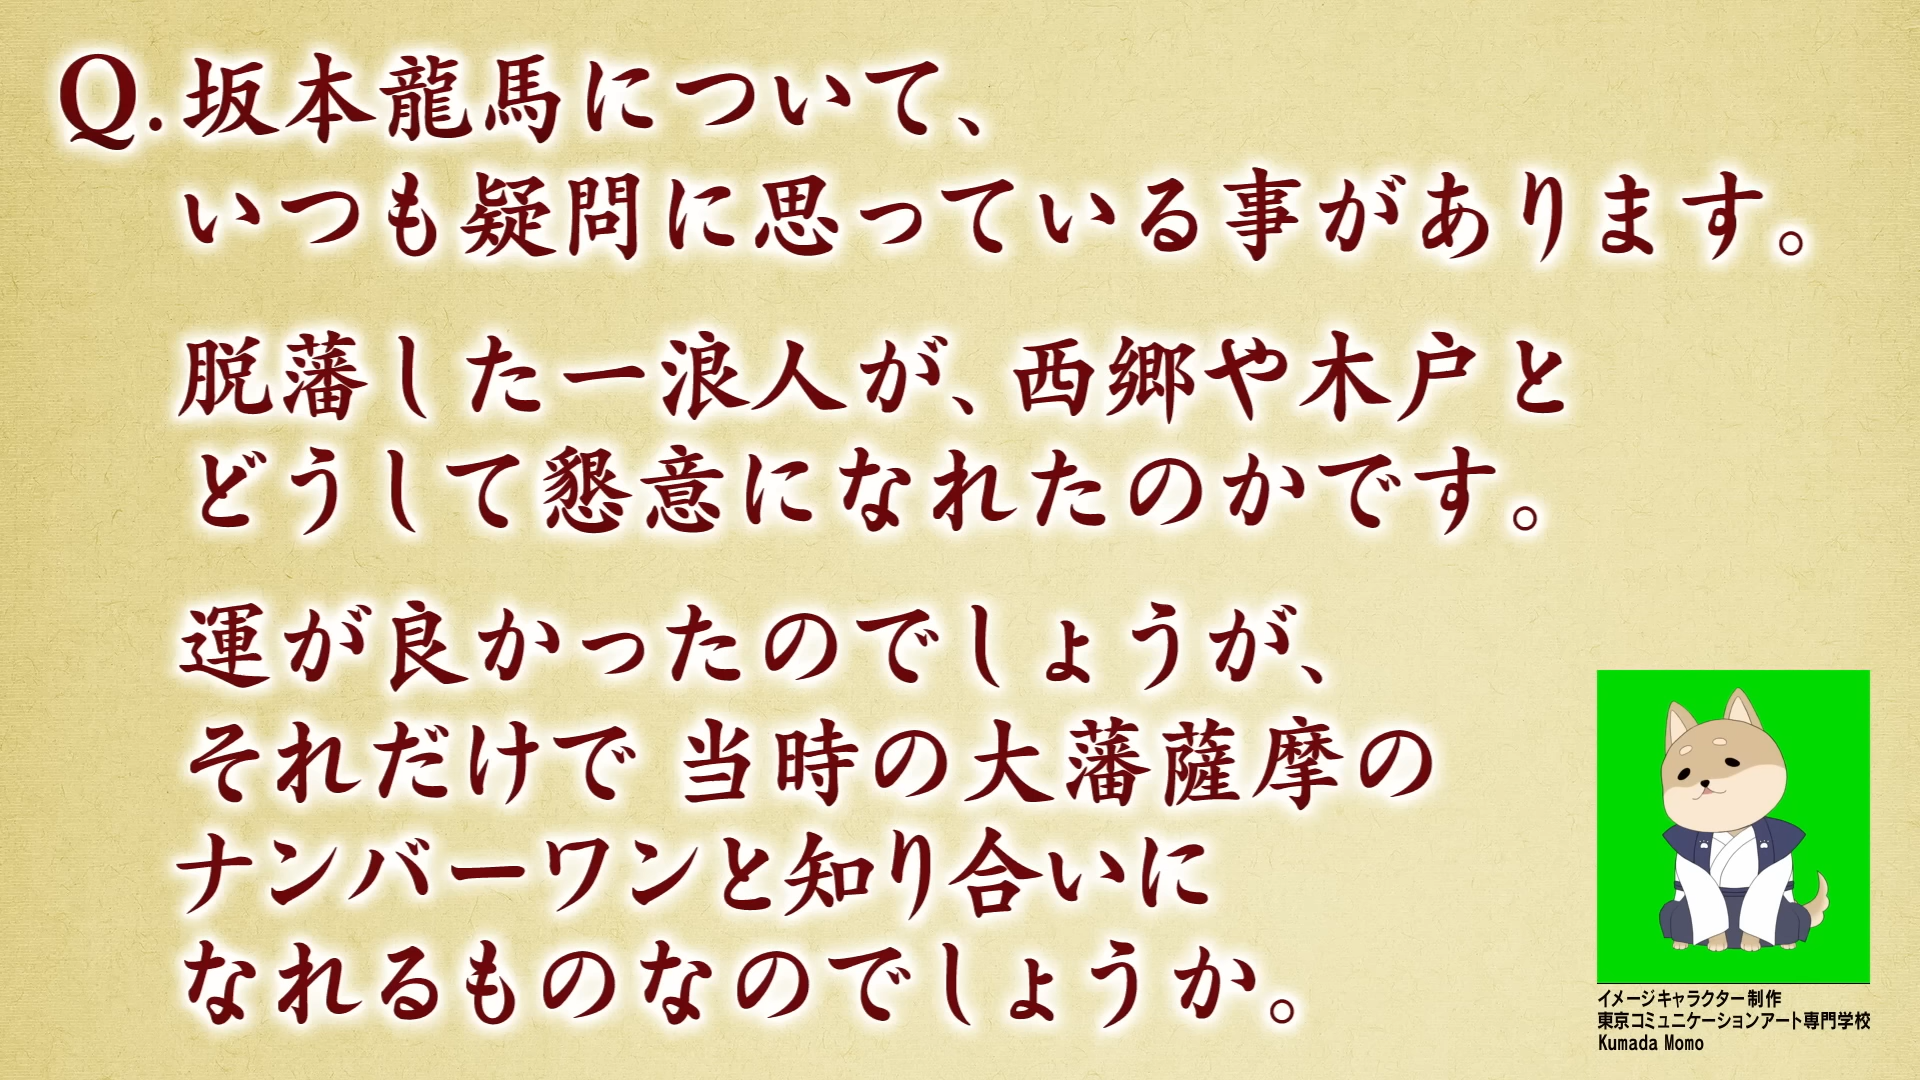 Q.坂本龍馬について、
いつも疑問に思っている事があります。
脱藩した一浪人が、西郷や木戸と
どうして懇意になれたのかです。
運が良かったのでしょうが、
それだけで 当時の大藩薩摩の
ナンバーワンと知り合いに
なれるものなのでしょうか。
イメージキャラクター制作
東京コミュニケーションアート専門学校
Kumada Momo